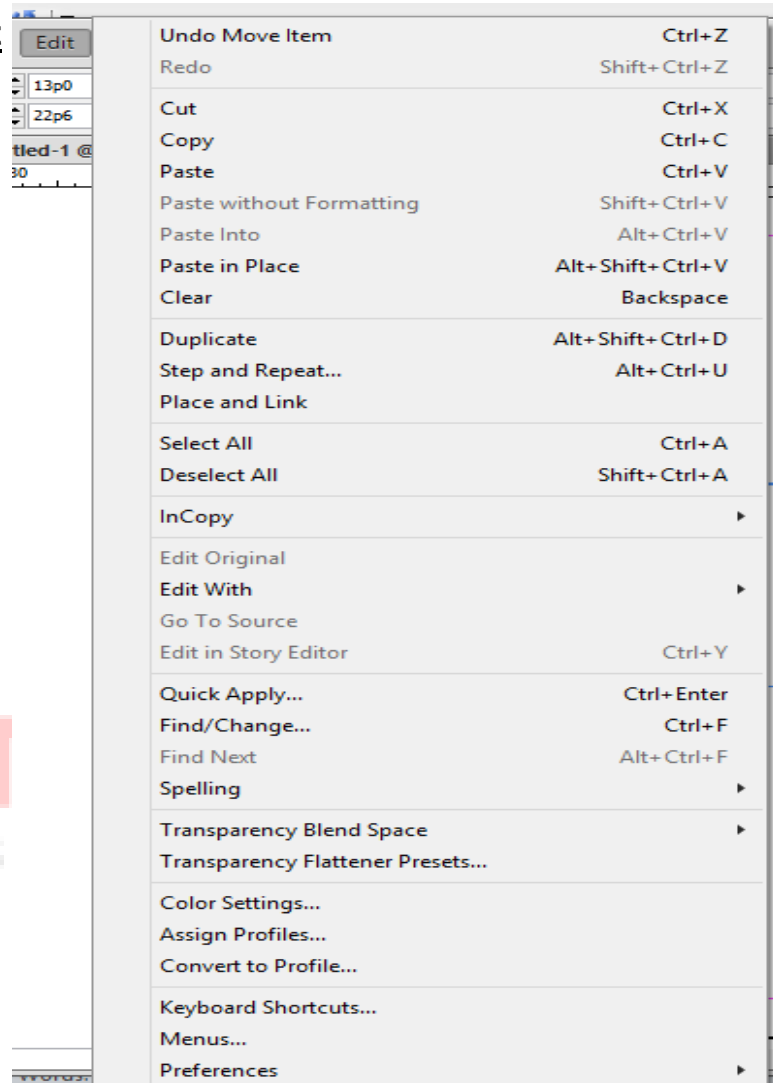 Edit
13p0
22p6
tled-1 @
30
Undo Move Item Ctrl+Z
Redo Shift+Ctrl+Z
Cut Ctrl+X
Copy Ctrl+C
Paste Ctrl+V
Paste without Formatting Shift+Ctrl+V
Paste Into Alt+Ctrl+V
Paste in Place Alt+Shift+Ctrl+V
Clear Backspace
Duplicate Alt+Shift+Ctrl+D
Step and Repeat... Alt+Ctrl+U
Place and Link
Select All Ctrl+A
Deselect All Shift+Ctrl+A
InCopy
Edit Original
Edit With
Go To Source
Edit in Story Editor Ctrl+Y
Quick Apply... Ctrl+Enter
Find/Change... Ctrl+F
Find Next Alt+Ctrl+F
Spelling
Transparency Blend Space
Transparency Flattener Presets...
Color Settings...
Assign Profiles...
Convert to Profile...
Keyboard Shortcuts...
Menus...
Preferences